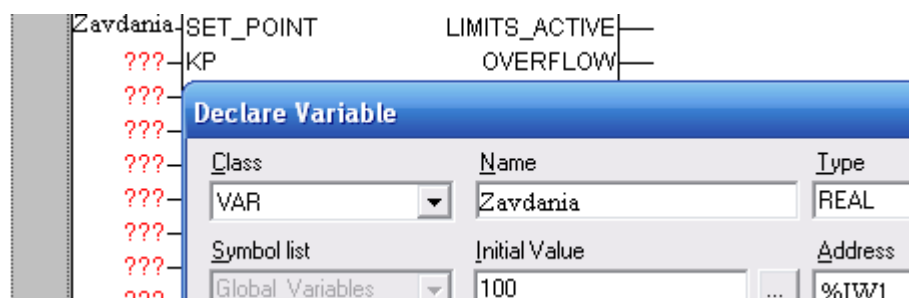 Zavdania SET_POINT LIMITS_ACTIVE
??? KP OVERFLOW
???
Declare Variable
???
??? Class Name Type
??? VAR Zavdania REAL
???
??? Symbol list Initial Value Address
??? Global Variables 100 ... %IW1